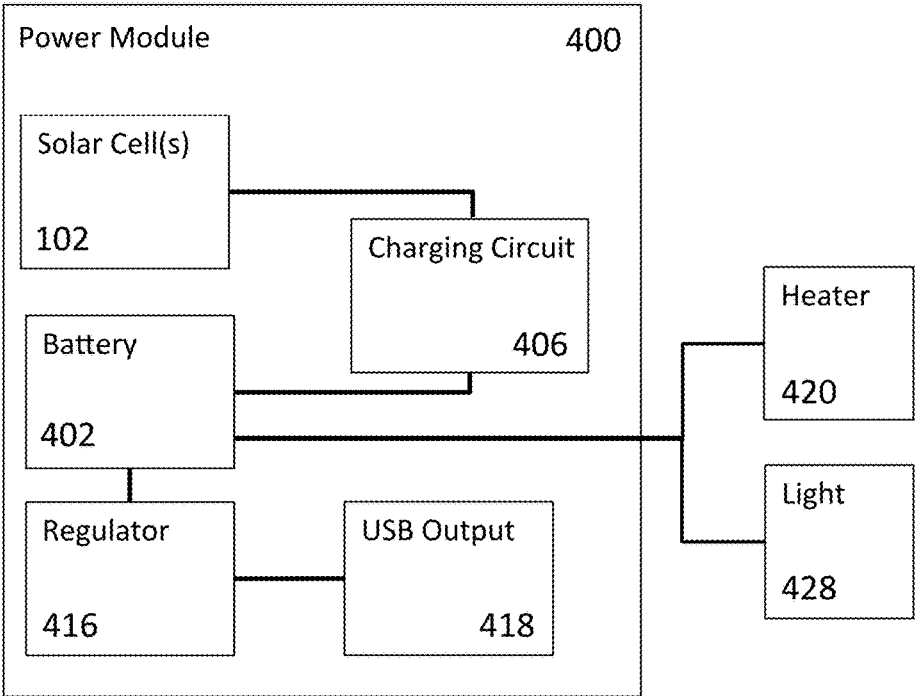 Power Module 400
Solar Cell(s)
102
Charging Circuit
406
Battery
402
Heater
420
Regulator
416
USB Output
418
Light
428